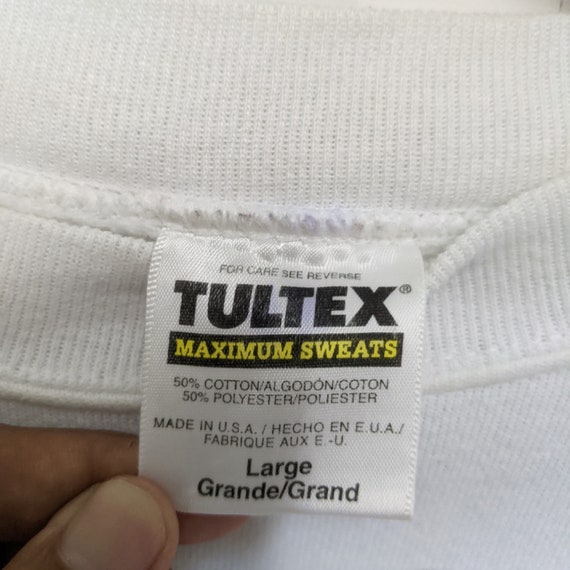 FOR CARE SEE REVERSE
TULTEX®
MAXIMUM SWEATS
50% COTTON/ALGODÓN/COTON
50% POLYESTER/POLIESTER
MADE IN U.S.A. / HECHO EN E.U.A./
FABRIQUE AUX E.-U.
Large
Grande/Grand